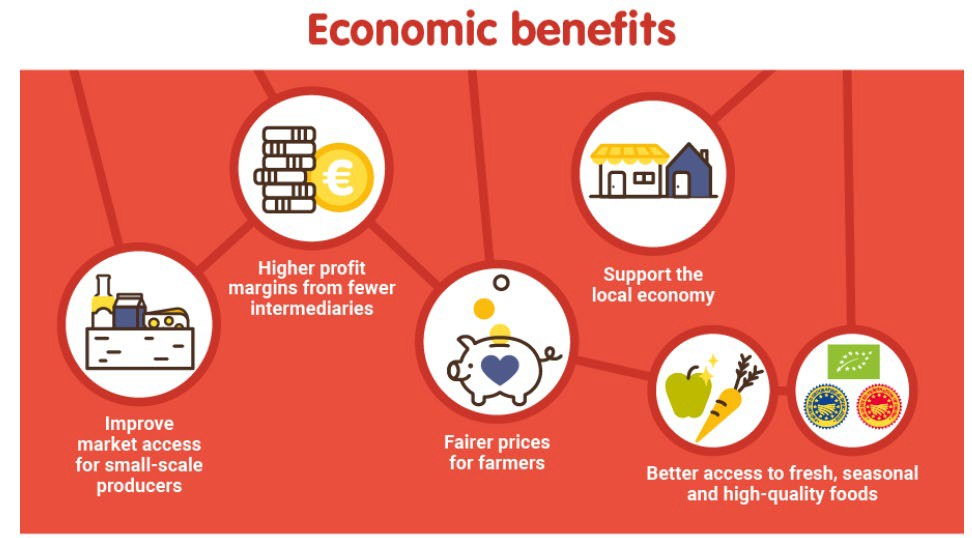 Economic benefits
€
Higher profit
margins from fewer
intermediaries
Support the
local economy
Improve
market access
for small-scale
producers
Fairer prices
for farmers
Better access to fresh, seasonal
and high-quality foods